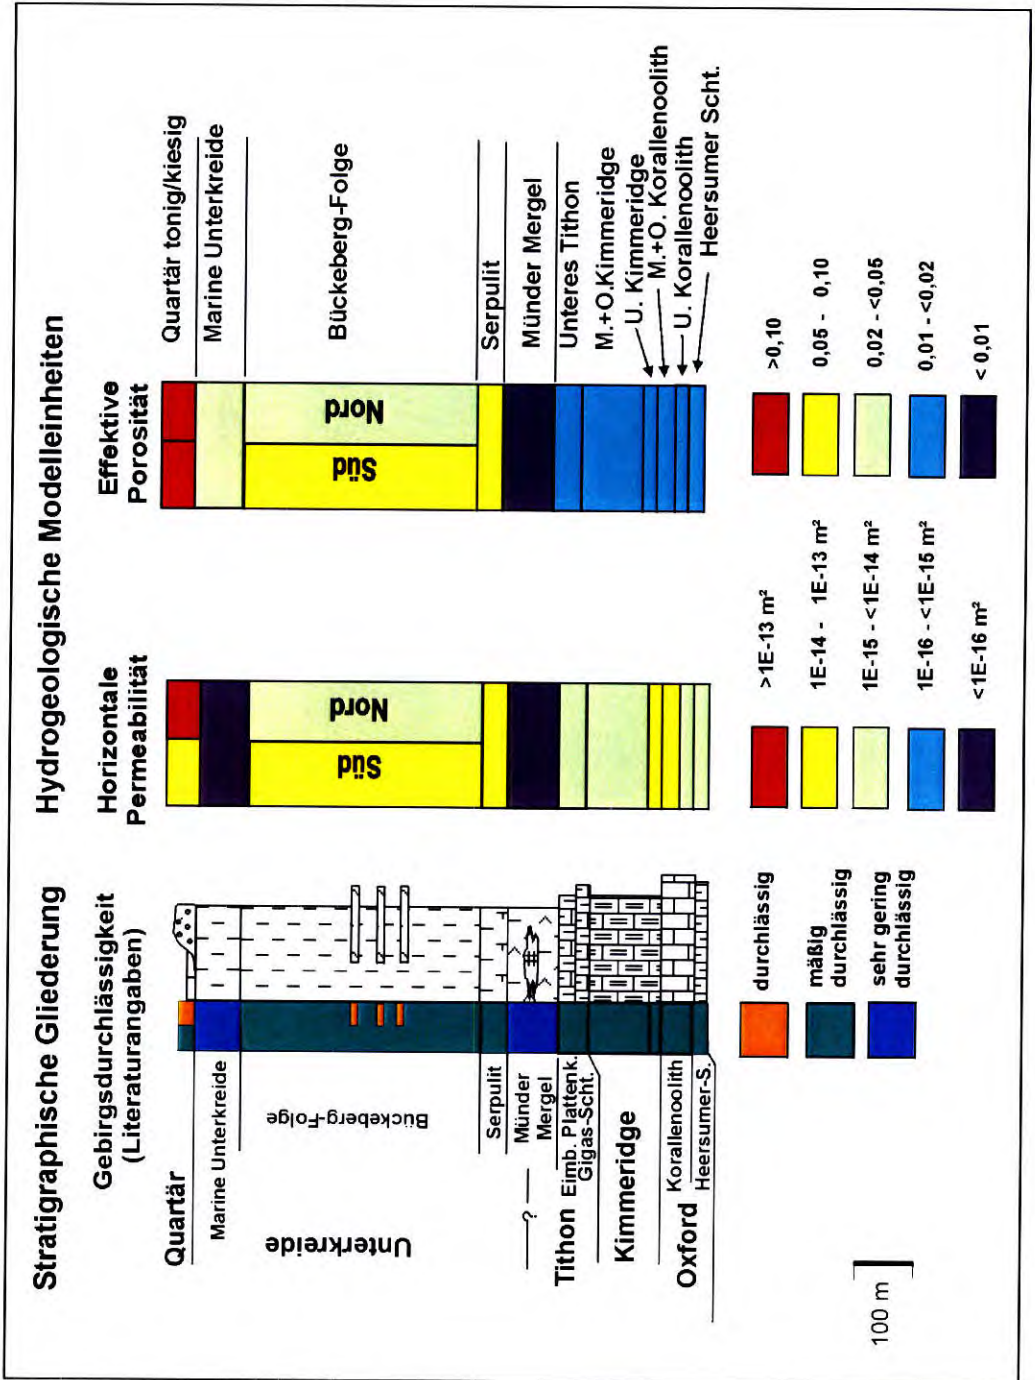 Stratigraphische Gliederung
Hydrogeologische Modelleinheiten
Gebirgsdurchlässigkeit
(Literaturangaben)
Horizontale
Permeabilität
Effektive
Porosität
Quartär
Unterkreide
?
Tithon
Kimmeridge
Oxford
Marine Unterkreide
Bückeberg-Folge
Serpulit
Münder
Mergel
Eimb. Plattenk.
Gigas-Scht.
Korallenoolith
Heersumer-S.
Süd
Nord
Süd
Nord
Quartär tonig/kiesig
Marine Unterkreide
Bückeberg-Folge
Serpulit
Münder Mergel
Unteres Tithon
M.+O.Kimmeridge
U. Kimmeridge
M.+O. Korallenoolith
U. Korallenoolith
Heersumer Scht.
durchlässig
mäßig
durchlässig
sehr gering
durchlässig
>1E-13 m²
1E-14 - 1E-13 m²
1E-15 - <1E-14 m²
1E-16 - <1E-15 m²
<1E-16 m²
>0,10
0,05 - 0,10
0,02 - <0,05
0,01 - <0,02
< 0,01
100 m